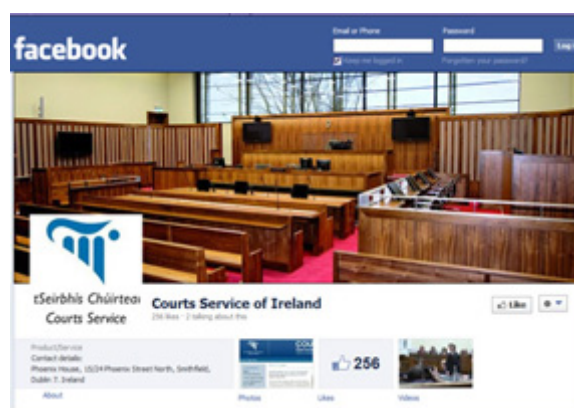 Email or Phone
Password
facebook
Log
Keep me logged in
Forgotten your password?
tSeirbhís Chúirtea
Courts Service
Courts Service of Ireland
256 likes · 2 talking about this
Like
Product/Service
Contact details:
Phoenix House, 15/24 Phoenix Street North, Smithfield,
Dublin 7. Ireland
About
256
Photos
Likes
Videos